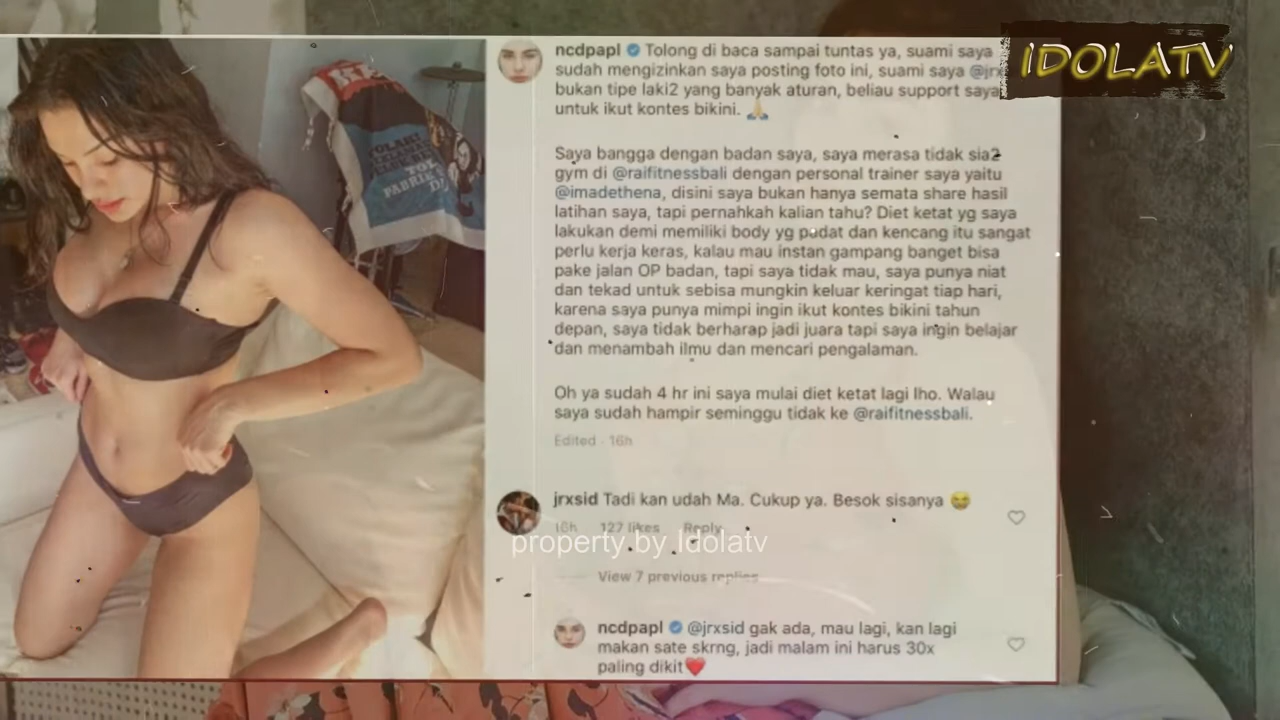 IDOLATV
ncdpapl Tolong di baca sampai tuntas ya, suami saya
sudah mengizinkan saya posting foto ini, suami saya @jrx
bukan tipe laki2 yang banyak aturan, beliau support saya
untuk ikut kontes bikini. 🙏
Saya bangga dengan badan saya, saya merasa tidak sia2
gym di @raifitnessbali dengan personal trainer saya yaitu
@imadethena, disini saya bukan hanya semata share hasil
latihan saya, tapi pernahkah kalian tahu? Diet ketat yg saya
lakukan demi memiliki body yg padat dan kencang itu sangat
perlu kerja keras, kalau mau instan gampang banget bisa
pake jalan OP badan, tapi saya tidak mau, saya punya niat
dan tekad untuk sebisa mungkin keluar keringat tiap hari,
karena saya punya mimpi ingin ikut kontes bikini tahun
depan, saya tidak berharap jadi juara tapi saya ingin belajar
dan menambah ilmu dan mencari pengalaman.
Oh ya sudah 4 hr ini saya mulai diet ketat lagi lho. Walau
saya sudah hampir seminggu tidak ke @raifitnessbali.
Edited · 16h
jrxsid Tadi kan udah Ma. Cukup ya. Besok sisanya 😂
16h 127 likes Reply
property by Idolatv
View 7 previous replies
ncdpapl @jrxsid gak ada, mau lagi, kan lagi
makan sate skrng, jadi malam ini harus 30x
paling dikit❤️
TOLAK!